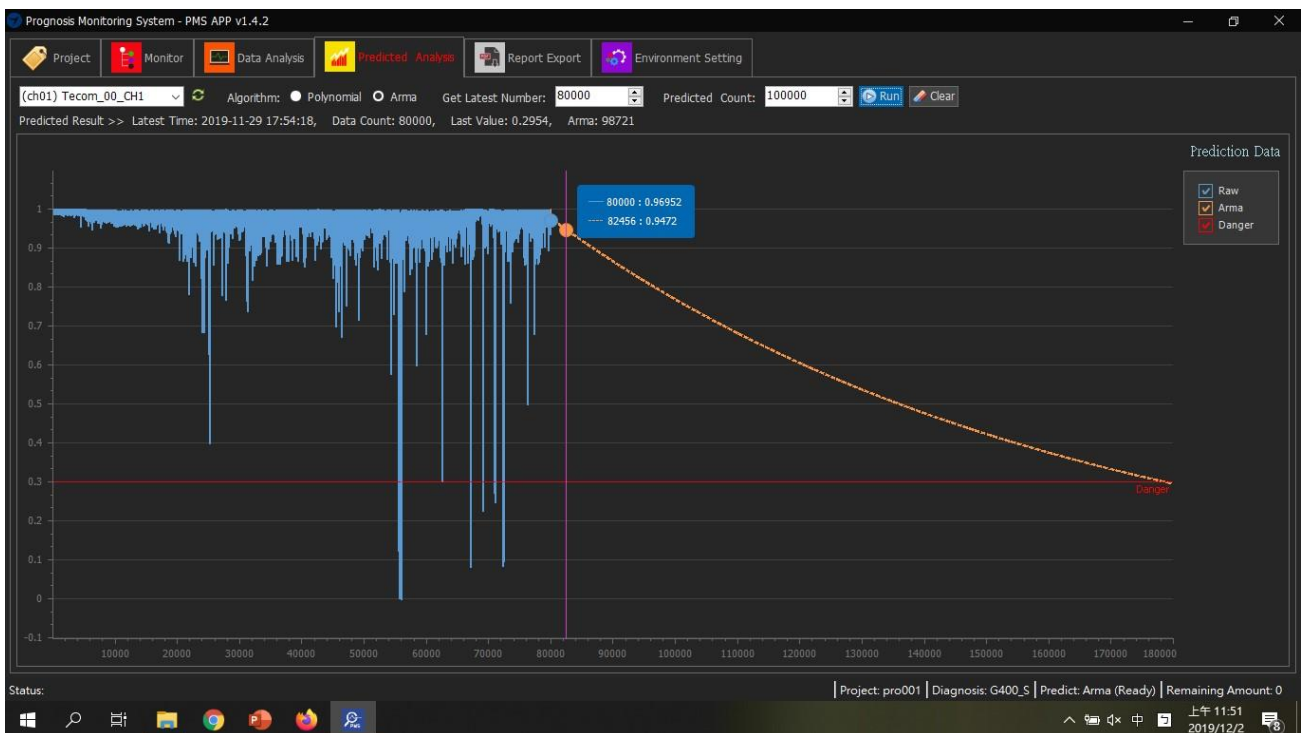 Prognosis Monitoring System - PMS APP v1.4.2
Project Monitor Data Analysis Predicted Analysis Report Export Environment Setting
(ch01) Tecom_00_CH1 Algorithm: Polynomial Arma Get Latest Number: 80000 Predicted Count: 100000 Run Clear
Predicted Result >> Latest Time: 2019-11-29 17:54:18, Data Count: 80000, Last Value: 0.2954, Arma: 98721
Prediction Data
Raw
Arma
Danger
80000 : 0.96952
82456 : 0.9472
1
0.9
0.8
0.7
0.6
0.5
0.4
0.3
Danger
0.2
0.1
0
-0.1
10000 20000 30000 40000 50000 60000 70000 80000 90000 100000 110000 120000 130000 140000 150000 160000 170000 180000
Status: Project: pro001 Diagnosis: G400_S Predict: Arma (Ready) Remaining Amount: 0
PMS
中
上午 11:51
2019/12/2
8